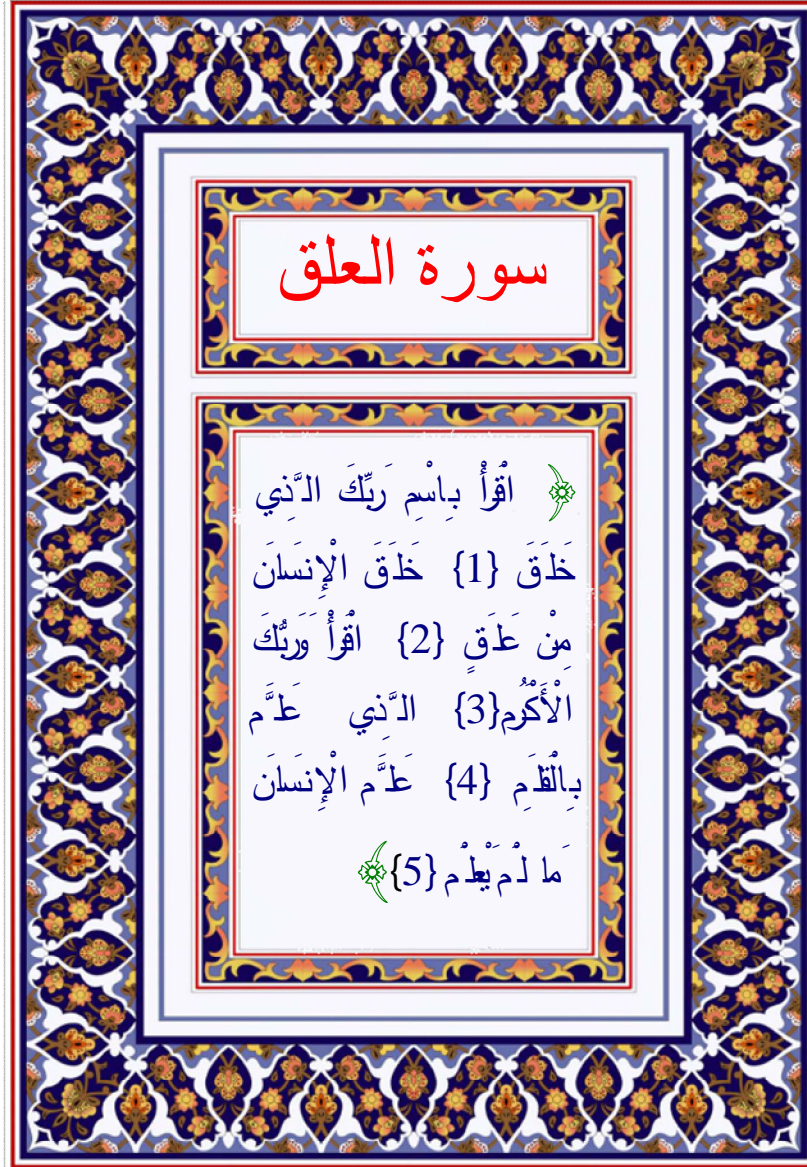 سورة العلق
﴿ اقْرَأْ بِاسْمِ رَبِّكَ الَّذِي
خَلَقَ {1} خَلَقَ الْإِنسَانَ
مِنْ عَلَقٍ {2} اقْرَأْ وَرَبُّكَ
الْأَكْرَمُ{3} الَّذِي عَلَّمَ
بِالْقَلَمِ {4} عَلَّمَ الْإِنسَانَ
مَا لَمْ يَعْلَمْ {5}﴾